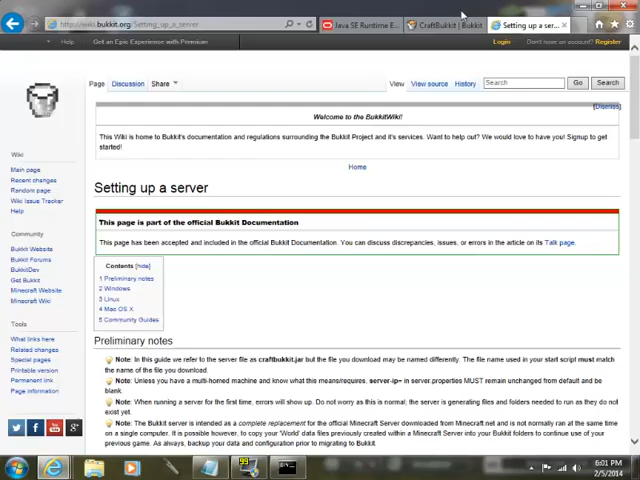 http://wiki.bukkit.org/Setting_up_a_server
Java SE Runtime E...
CraftBukkit | Bukkit
Setting up a ser...
Help
Get an Epic Experience with Premium
Login
Don't have an account? Register
Page
Discussion
Share
View
View source
History
Search
Go
Search
[Dismiss]
Welcome to the BukkitWiki!
This Wiki is home to Bukkit's documentation and regulations surrounding the Bukkit Project and it's services. Want to help out? We would love to have you! Signup to get
started!
Home
Setting up a server
This page is part of the official Bukkit Documentation
This page has been accepted and included in the official Bukkit Documentation. You can discuss discrepancies, issues, or errors in the article on its Talk page.
Contents [hide]
1 Preliminary notes
2 Windows
3 Linux
4 Mac OS X
5 Community Guides
Preliminary notes
Note: In this guide we refer to the server file as craftbukkit.jar but the file you download may be named differently. The file name used in your start script must match
the name of the file you download.
Note: Unless you have a multi-homed machine and know what this means/requires, server-ip= in server.properties MUST remain unchanged from default and be
blank.
Note: When running a server for the first time, errors will show up. Do not worry as this is normal; the server is generating files and folders needed to run as they do not
exist yet.
Note: The Bukkit server is intended as a complete replacement for the official Minecraft Server downloaded from Minecraft.net and is not normally ran at the same time
on a single computer. It is possible however, to copy your 'World' data files previously created within a Minecraft Server into your Bukkit folders to continue use of your
previous game. As always, backup your data and configuration prior to migrating to Bukkit.
Wiki
Main page
Recent changes
Random page
Wiki Issue Tracker
Help
Community
Bukkit Website
Bukkit Forums
BukkitDev
Get Bukkit
Minecraft Website
Minecraft Wiki
Tools
What links here
Related changes
Special pages
Printable version
Permanent link
Page information
6:01 PM
2/5/2014